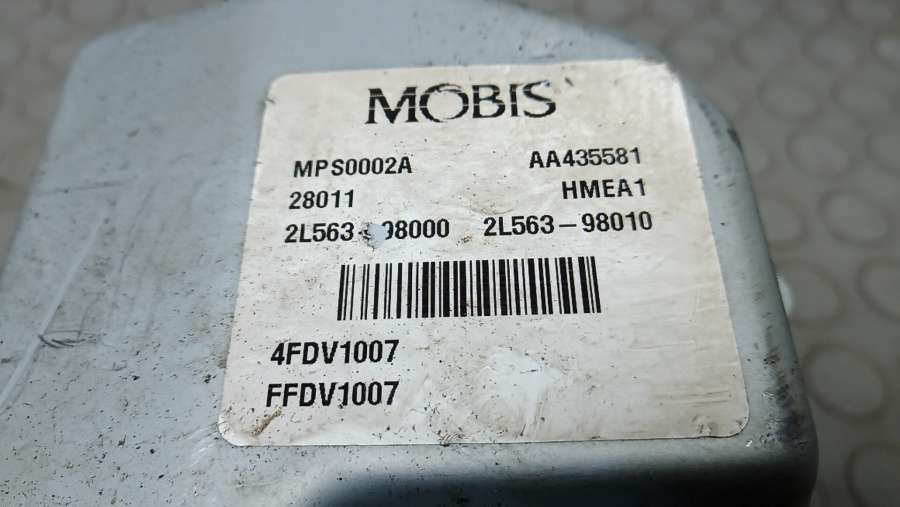 MOBIS
MPS0002A AA435581
28011 HMEA1
2L563-98000 2L563-98010
4FDV1007
FFDV1007